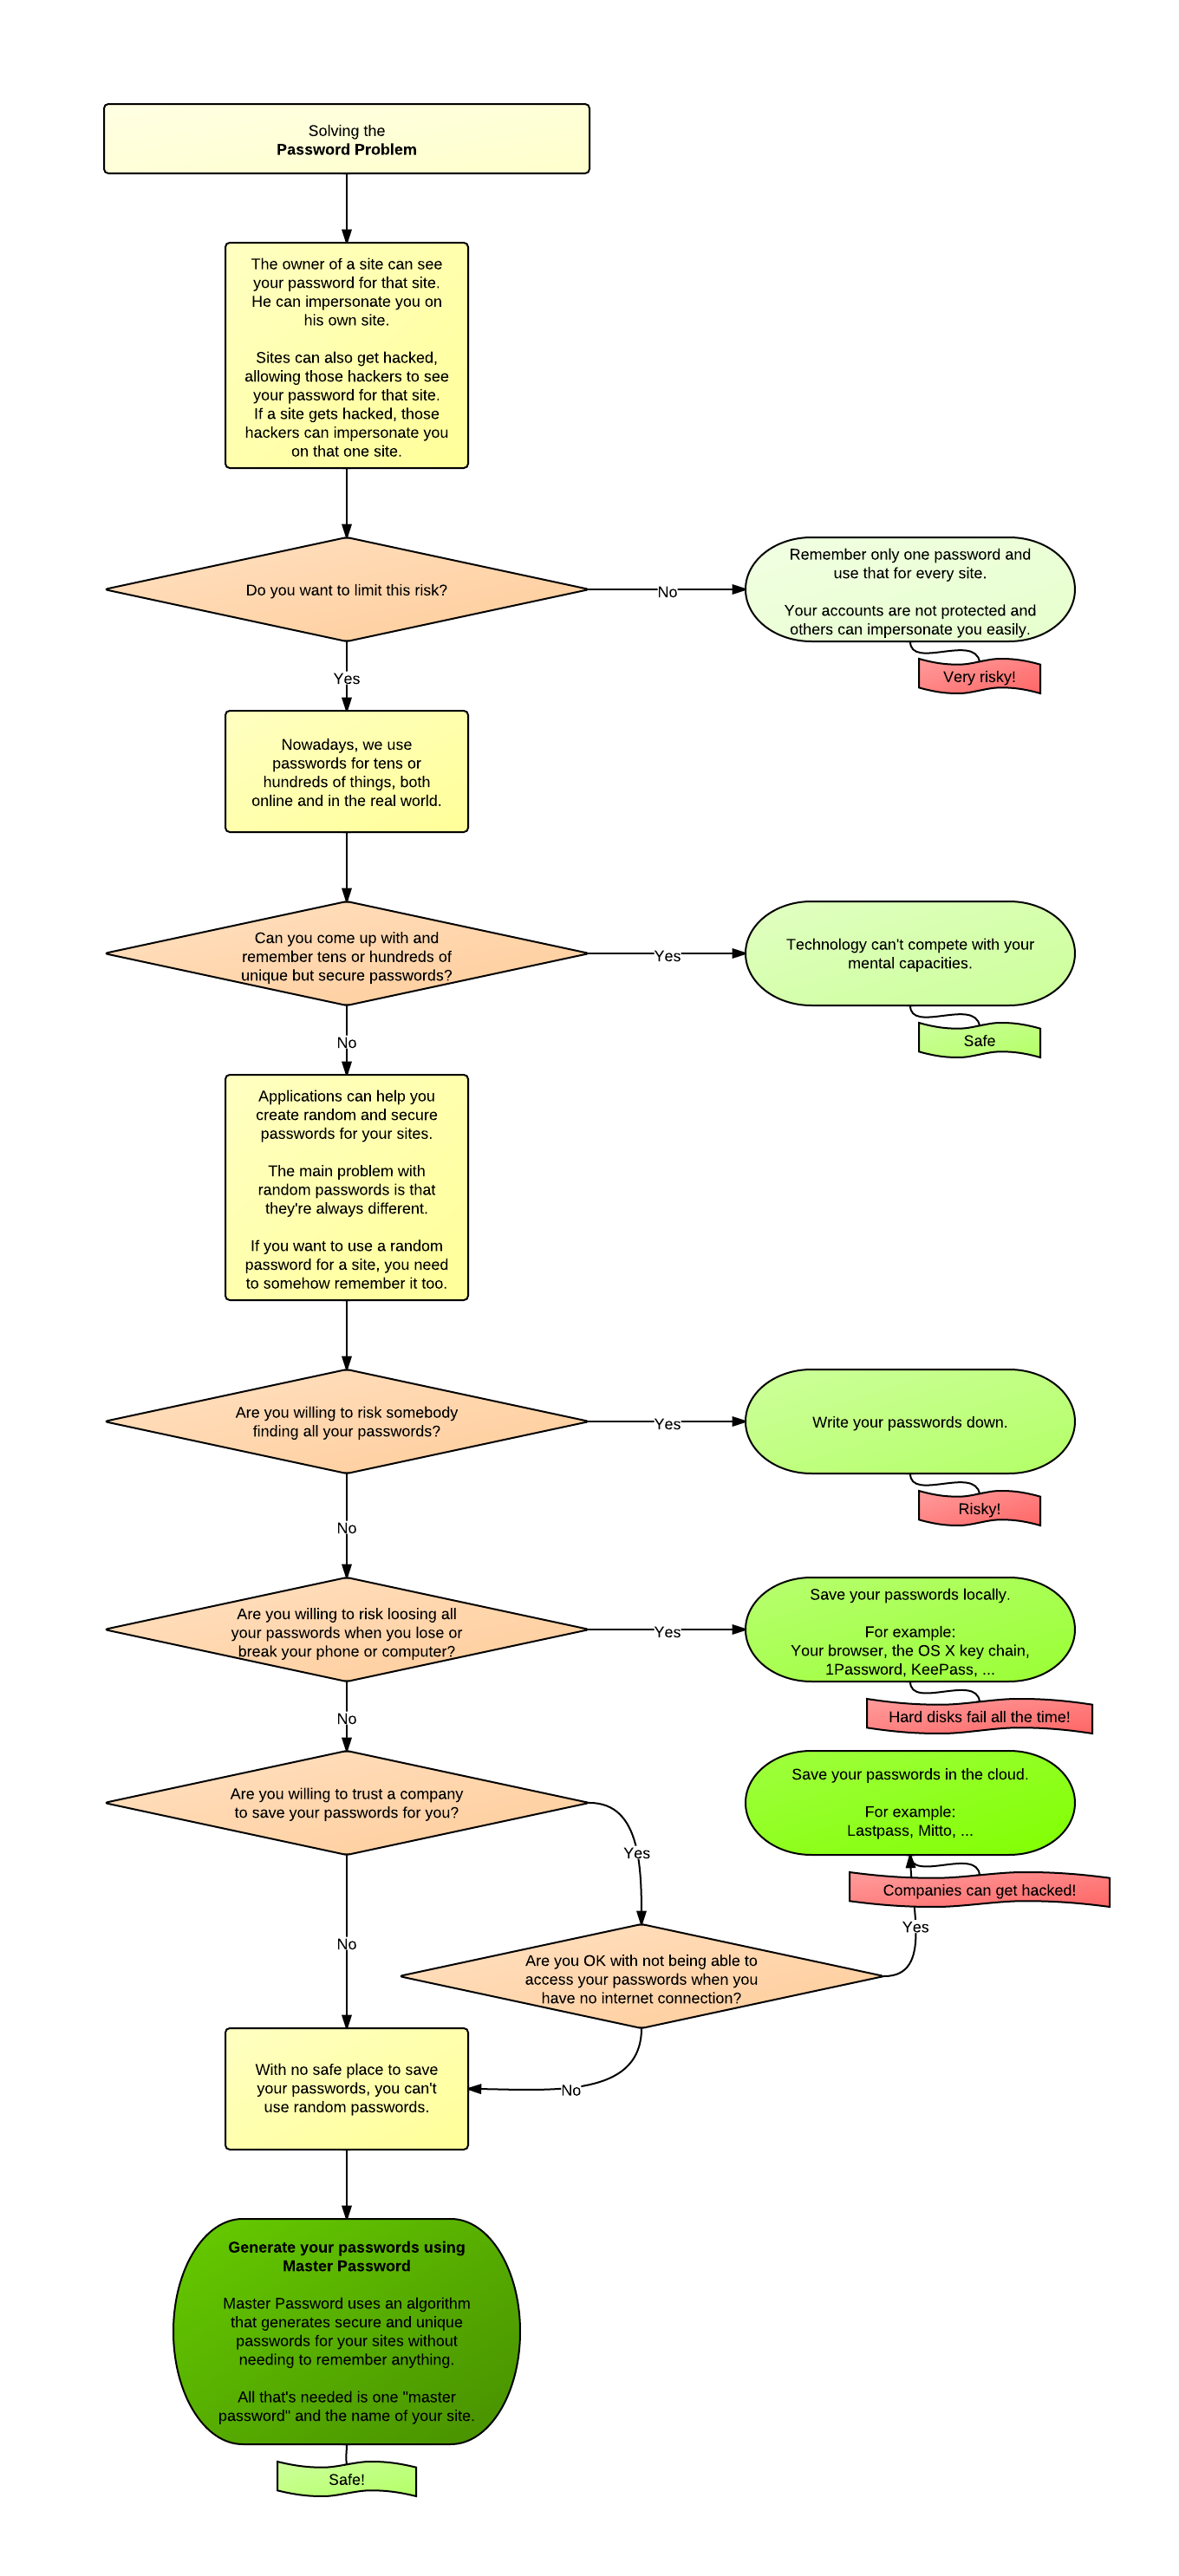 Solving the
Password Problem
The owner of a site can see
your password for that site.
He can impersonate you on
his own site.
Sites can also get hacked,
allowing those hackers to see
your password for that site.
If a site gets hacked, those
hackers can impersonate you
on that one site.
Do you want to limit this risk?
No
Remember only one password and
use that for every site.
Your accounts are not protected and
others can impersonate you easily.
Very risky!
Yes
Nowadays, we use
passwords for tens or
hundreds of things, both
online and in the real world.
Can you come up with and
remember tens or hundreds of
unique but secure passwords?
Yes
Technology can't compete with your
mental capacities.
Safe
No
Applications can help you
create random and secure
passwords for your sites.
The main problem with
random passwords is that
they're always different.
If you want to use a random
password for a site, you need
to somehow remember it too.
Are you willing to risk somebody
finding all your passwords?
Yes
Write your passwords down.
Risky!
No
Are you willing to risk loosing all
your passwords when you lose or
break your phone or computer?
Yes
Save your passwords locally.
For example:
Your browser, the OS X key chain,
1Password, KeePass, ...
Hard disks fail all the time!
No
Are you willing to trust a company
to save your passwords for you?
Yes
Save your passwords in the cloud.
For example:
Lastpass, Mitto, ...
Companies can get hacked!
Yes
No
Are you OK with not being able to
access your passwords when you
have no internet connection?
No
With no safe place to save
your passwords, you can't
use random passwords.
Generate your passwords using
Master Password
Master Password uses an algorithm
that generates secure and unique
passwords for your sites without
needing to remember anything.
All that's needed is one "master
password" and the name of your site.
Safe!